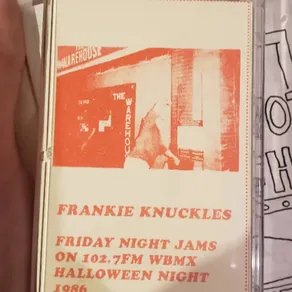 WAREHOUSE
THE
WAREHOU
FRANKIE KNUCKLES
FRIDAY NIGHT JAMS
ON 102.7FM WBMX
HALLOWEEN NIGHT
1986